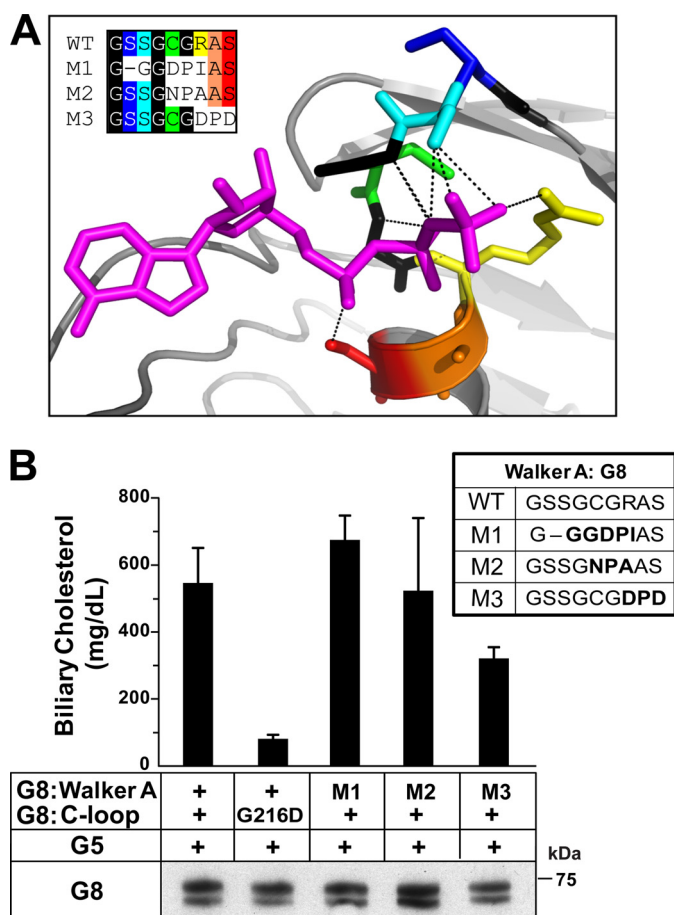 A
WT GSSGCGRAS
M1 G-GGDPIAS
M2 GSSGNPAAS
M3 GSSGCGDPD
B
Walker A: G8
WT GSSGCGRAS
M1 G–GGDPIAS
M2 GSSGNPAAS
M3 GSSGCGDPD
Biliary Cholesterol
(mg/dL)
800
600
400
200
0
G8:Walker A + + M1 M2 M3
G8:C-loop + G216D + + +
G5 + + + + +
kDa
G8
75